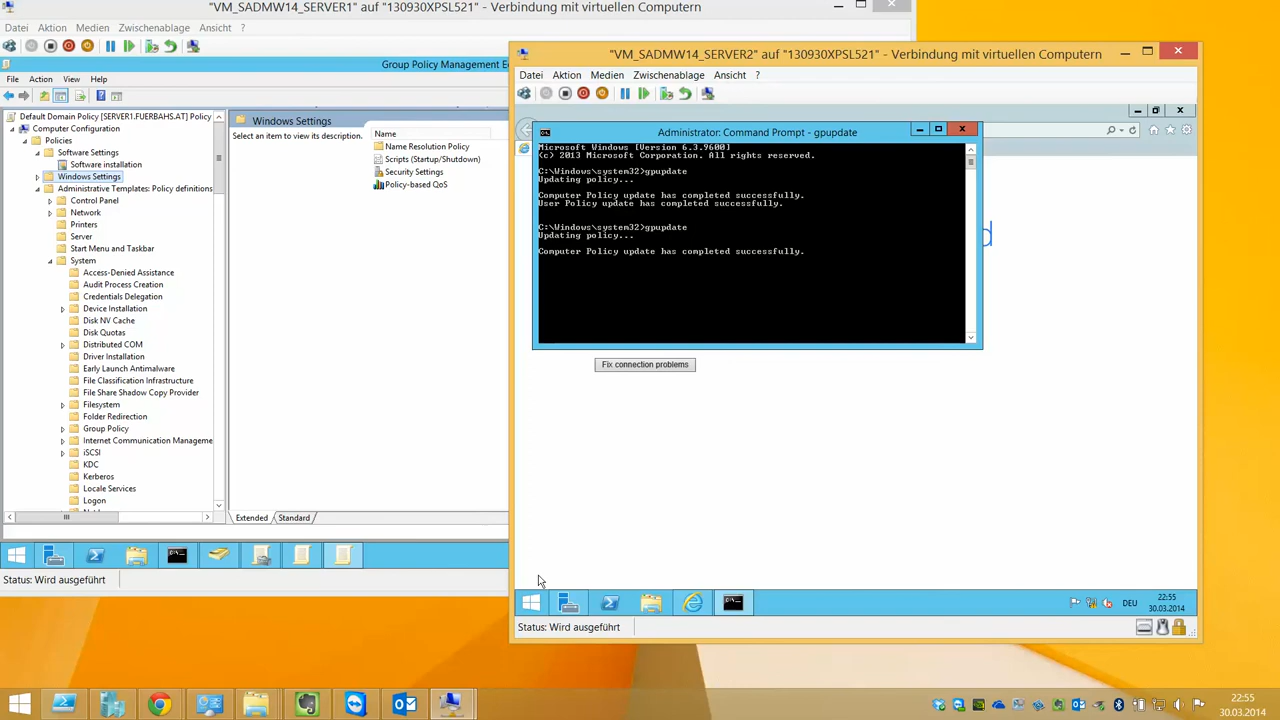 "VM_SADMW14_SERVER1" auf "130930XPSL521" - Verbindung mit virtuellen Computern
Datei Aktion Medien Zwischenablage Ansicht ?
Group Policy Management E
File Action View Help
Default Domain Policy [SERVER1.FUERBAHS.AT] Policy
Computer Configuration
Policies
Software Settings
Software installation
Windows Settings
Administrative Templates: Policy definitions
Control Panel
Network
Printers
Server
Start Menu and Taskbar
System
Access-Denied Assistance
Audit Process Creation
Credentials Delegation
Device Installation
Disk NV Cache
Disk Quotas
Distributed COM
Driver Installation
Early Launch Antimalware
File Classification Infrastructure
File Share Shadow Copy Provider
Filesystem
Folder Redirection
Group Policy
Internet Communication Manageme
iSCSI
KDC
Kerberos
Locale Services
Logon
Windows Settings
Select an item to view its description.
Name
Name Resolution Policy
Scripts (Startup/Shutdown)
Security Settings
Policy-based QoS
Extended Standard
Status: Wird ausgeführt
"VM_SADMW14_SERVER2" auf "130930XPSL521" - Verbindung mit virtuellen Computern
Datei Aktion Medien Zwischenablage Ansicht ?
Administrator: Command Prompt - gpupdate
Microsoft Windows [Version 6.3.9600]
(c) 2013 Microsoft Corporation. All rights reserved.
C:\Windows\system32>gpupdate
Updating policy...
Computer Policy update has completed successfully.
User Policy update has completed successfully.
C:\Windows\system32>gpupdate
Updating policy...
Computer Policy update has completed successfully.
d
Fix connection problems
DEU
22:55
30.03.2014
Status: Wird ausgeführt
22:55
30.03.2014